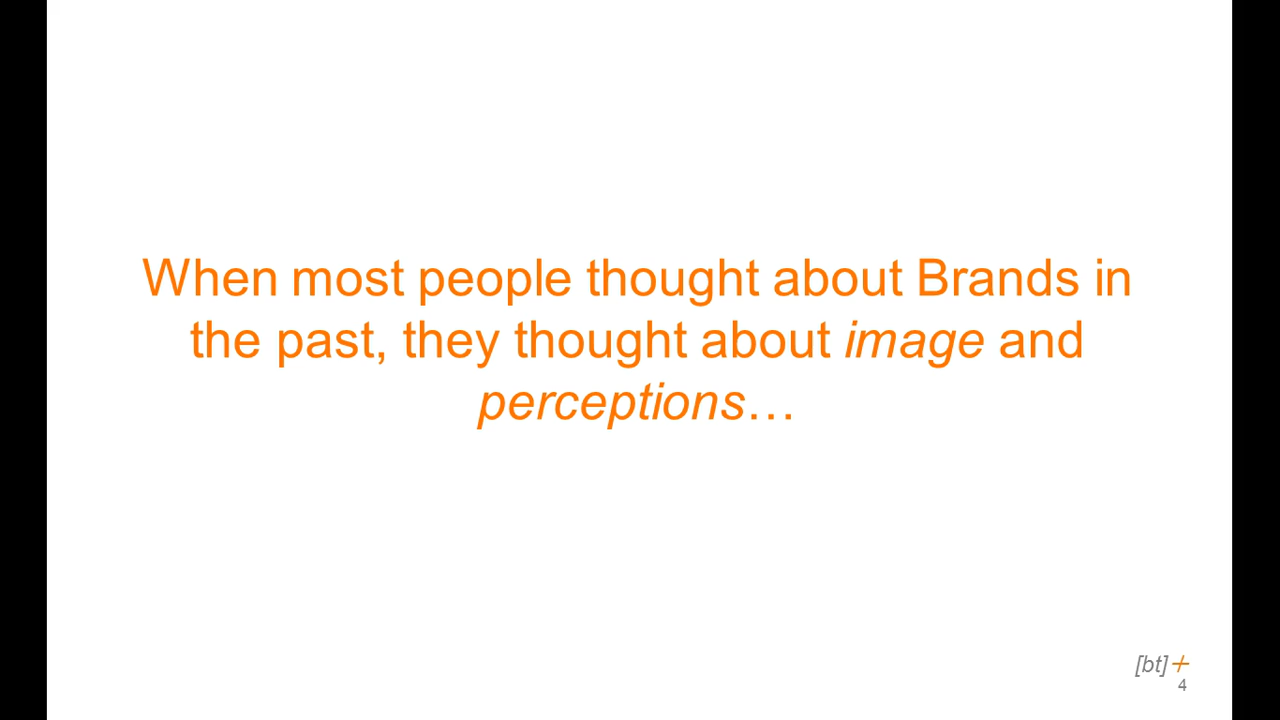 When most people thought about Brands in
the past, they thought about image and
perceptions…
[bt]+
4